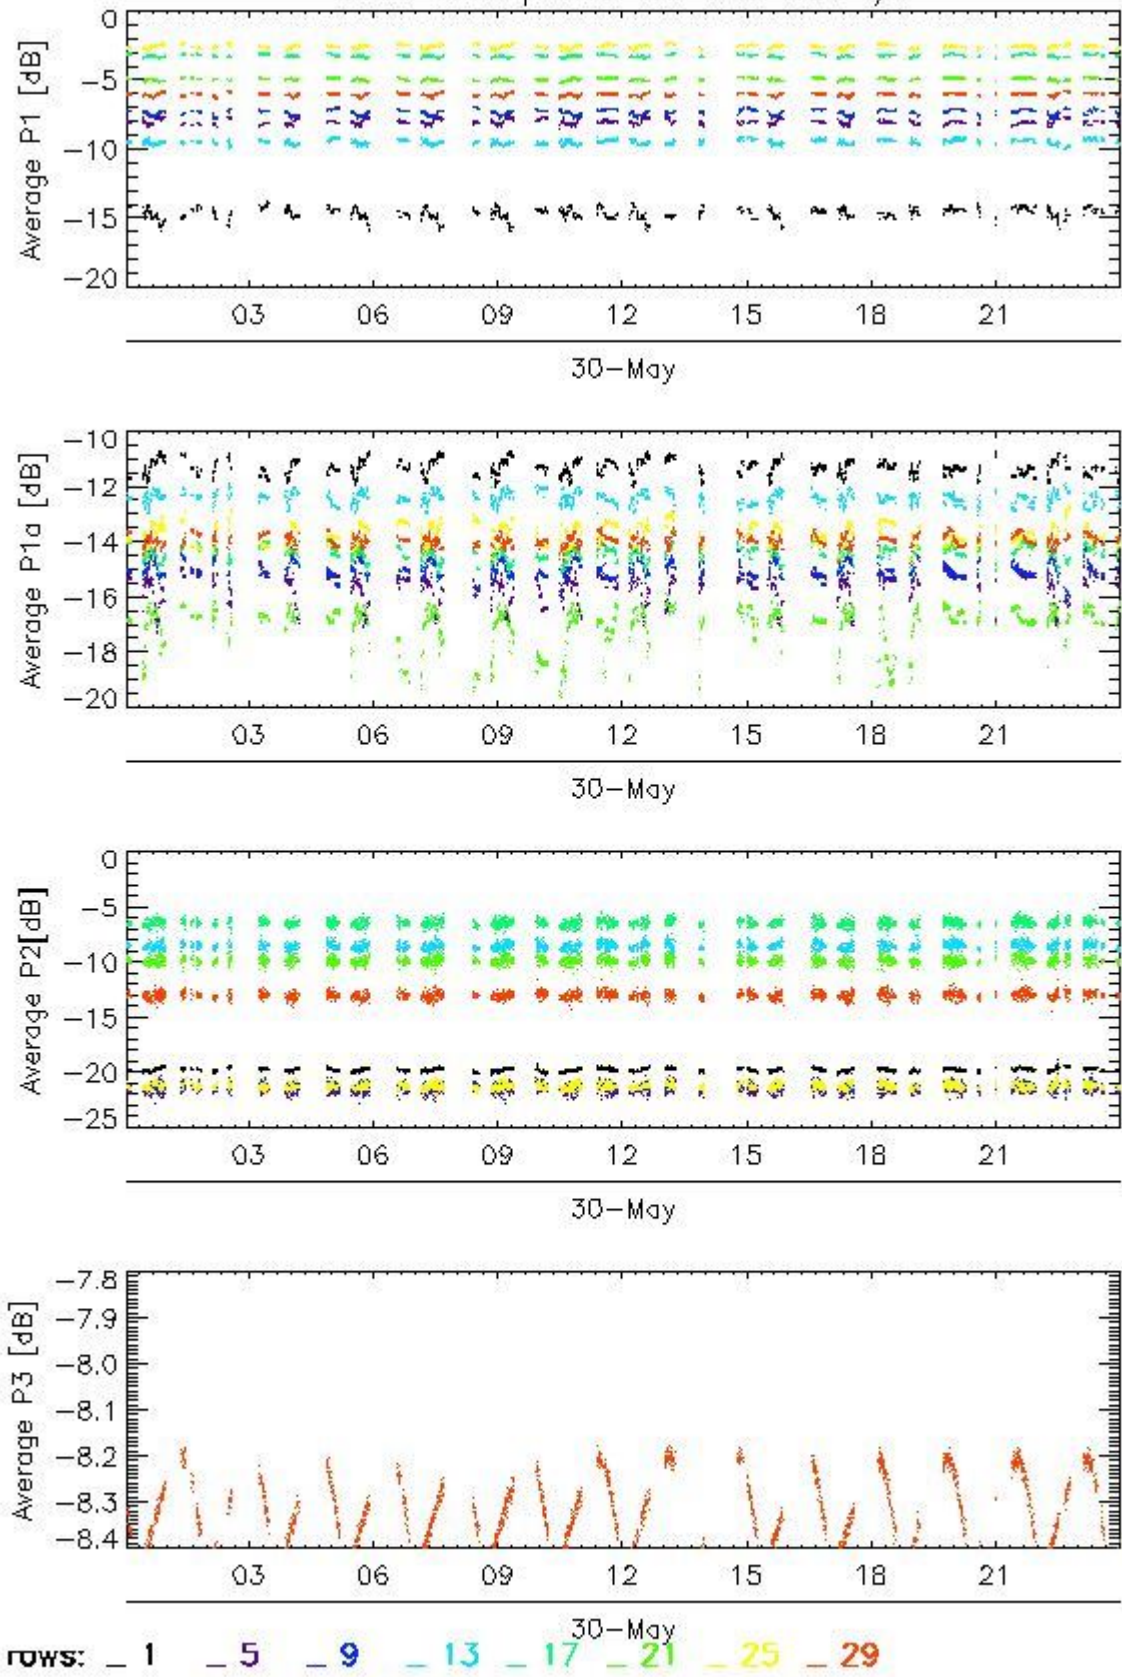 0
−5
−10
−15
−20
Average P1 [dB]
03 06 09 12 15 18 21
30−May
−10
−12
−14
−16
−18
−20
Average P1a [dB]
03 06 09 12 15 18 21
30−May
0
−5
−10
−15
−20
−25
Average P2[dB]
03 06 09 12 15 18 21
30−May
−7.8
−7.9
−8.0
−8.1
−8.2
−8.3
−8.4
Average P3 [dB]
03 06 09 12 15 18 21
30−May
rows: _ 1 _ 5 _ 9 _ 13 _ 17 _ 21 _ 25 _ 29